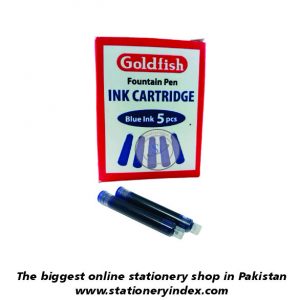 Goldfish
Fountain Pen
INK CARTRIDGE
Blue Ink 5 pcs
The biggest online stationery shop in Pakistan
www.stationeryindex.com